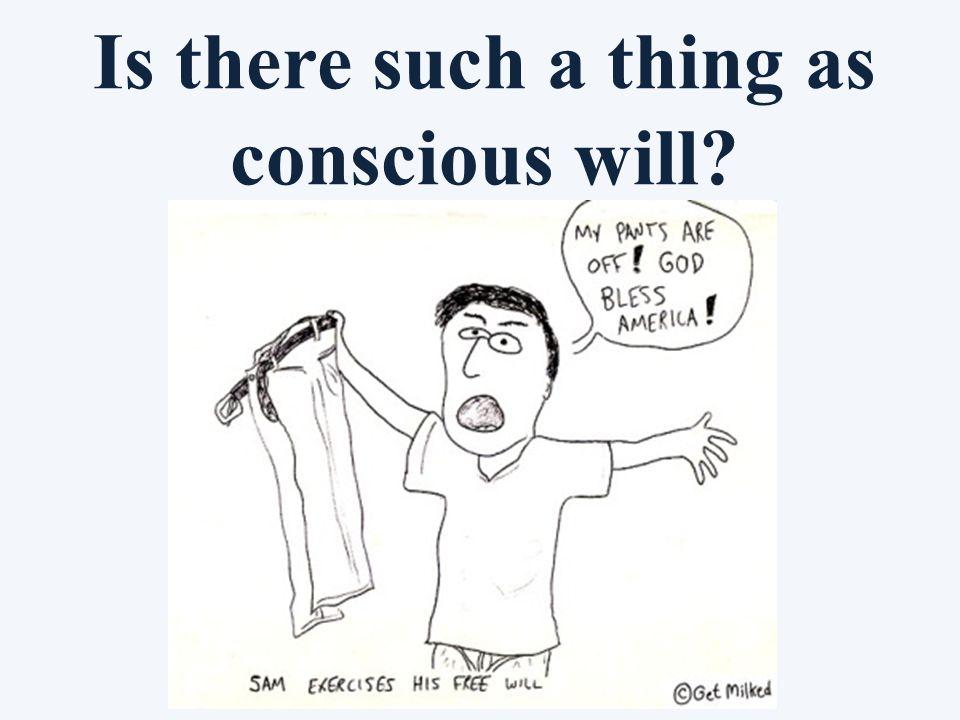 Is there such a thing as
conscious will?
MY PANTS ARE
OFF! GOD
BLESS
AMERICA!
SAM EXERCISES HIS FREE WILL
©Get Milked